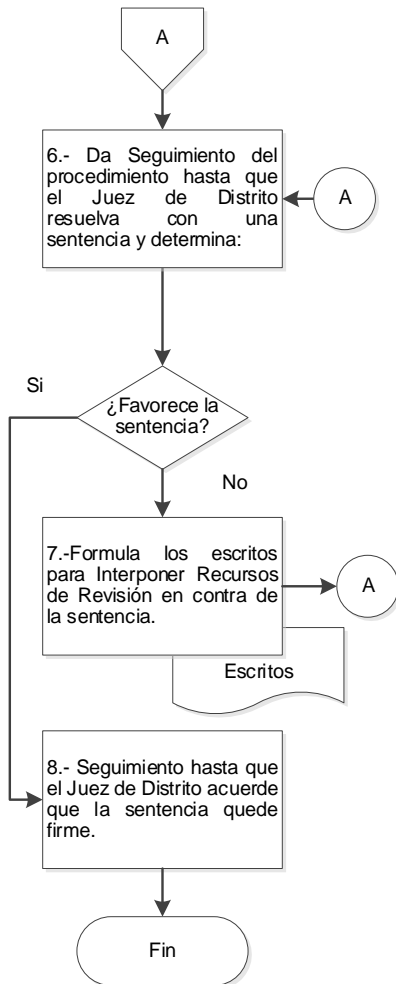 A
6.- Da Seguimiento del
procedimiento hasta que
el Juez de Distrito
resuelva con una
sentencia y determina:
A
Si
¿Favorece la
sentencia?
No
7.-Formula los escritos
para Interponer Recursos
de Revisión en contra de
la sentencia.
A
Escritos
8.- Seguimiento hasta que
el Juez de Distrito acuerde
que la sentencia quede
firme.
Fin